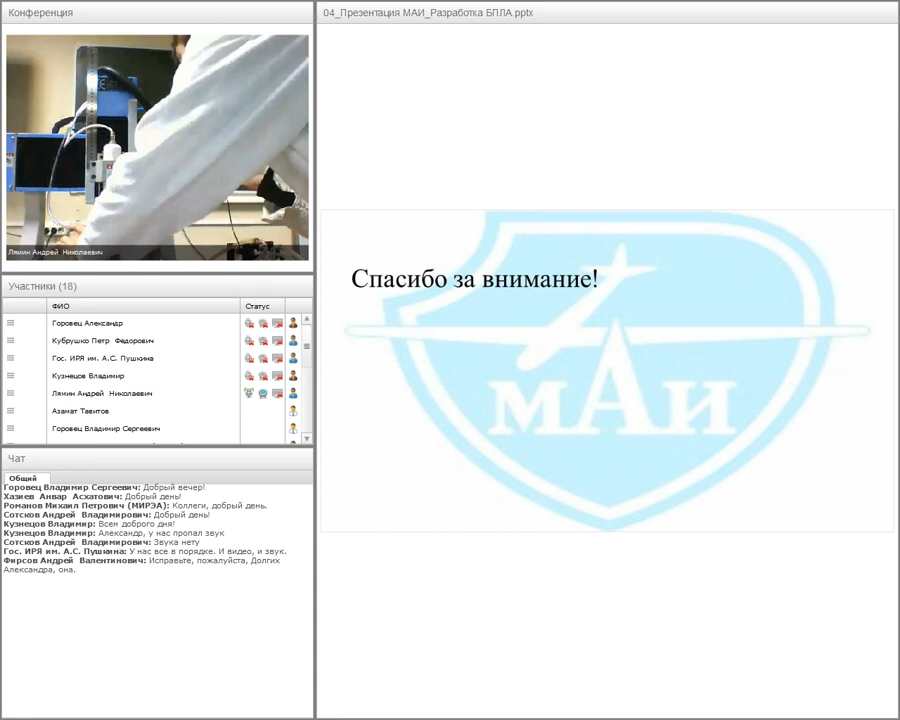 Конференция
Лямин Андрей Николаевич
Участники (18)
ФИО
Статус
Горовец Александр
Кубрушко Петр Федорович
Гос. ИРЯ им. А.С. Пушкина
Кузнецов Владимир
Лямин Андрей Николаевич
Азамат Тавитов
Горовец Владимир Сергеевич
Чат
Общий
Горовец Владимир Сергеевич: Добрый вечер!
Хазиев Анвар Асхатович: Добрый день!
Романов Михаил Петрович (МИРЭА): Коллеги, добрый день.
Сотсков Андрей Владимирович: Добрый день!
Кузнецов Владимир: Всем доброго дня!
Кузнецов Владимир: Александр, у нас пропал звук
Сотсков Андрей Владимирович: Звука нету
Гос. ИРЯ им. А.С. Пушкина: У нас все в порядке. И видео, и звук.
Фирсов Андрей Валентинович: Исправьте, пожалуйста, Долгих
Александра, она.
04_Презентация МАИ_Разработка БПЛА.pptx
Спасибо за внимание!
МАИ